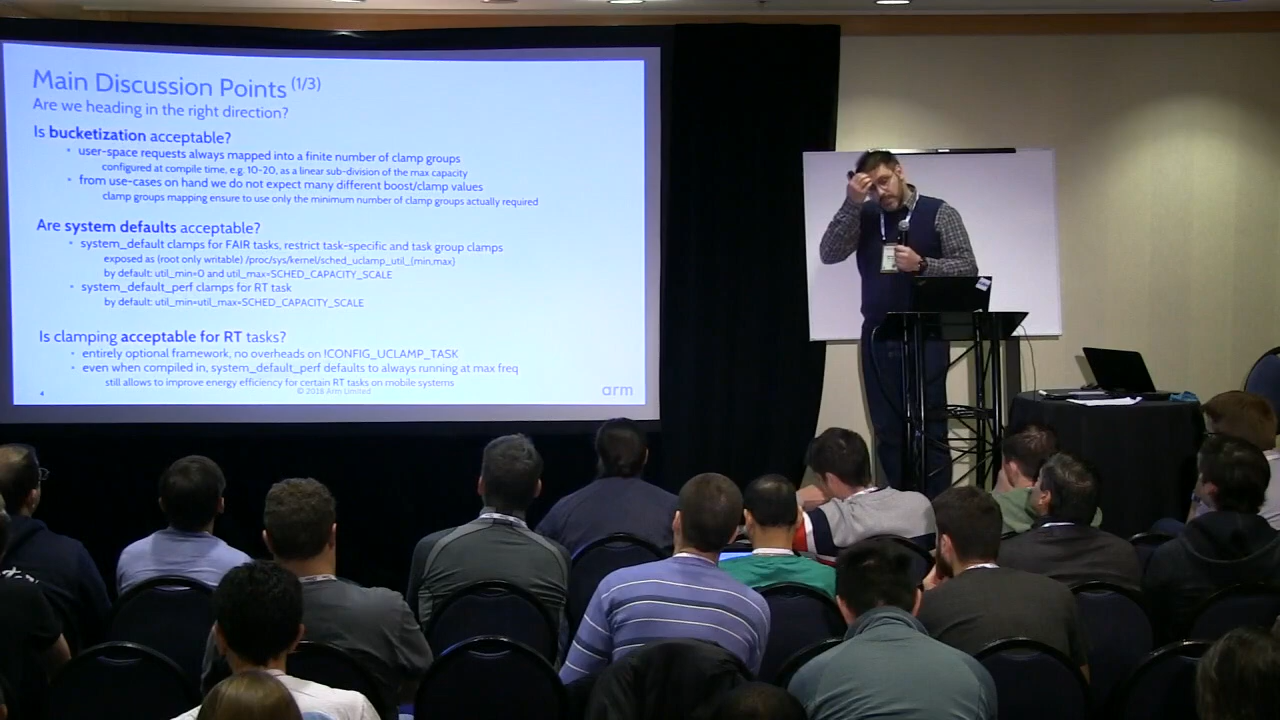 Main Discussion Points (1/3)
Are we heading in the right direction?
Is bucketization acceptable?
• user-space requests always mapped into a finite number of clamp groups
configured at compile time, e.g. 10-20, as a linear sub-division of the max capacity
• from use-cases on hand we do not expect many different boost/clamp values
clamp groups mapping ensure to use only the minimum number of clamp groups actually required
Are system defaults acceptable?
• system_default clamps for FAIR tasks, restrict task-specific and task group clamps
exposed as (root only writable) /proc/sys/kernel/sched_uclamp_util_{min,max}
by default: util_min=0 and util_max=SCHED_CAPACITY_SCALE
• system_default_perf clamps for RT task
by default: util_min=util_max=SCHED_CAPACITY_SCALE
Is clamping acceptable for RT tasks?
• entirely optional framework, no overheads on !CONFIG_UCLAMP_TASK
• even when compiled in, system_default_perf defaults to always running at max freq
still allows to improve energy efficiency for certain RT tasks on mobile systems
4
© 2018 Arm Limited
arm